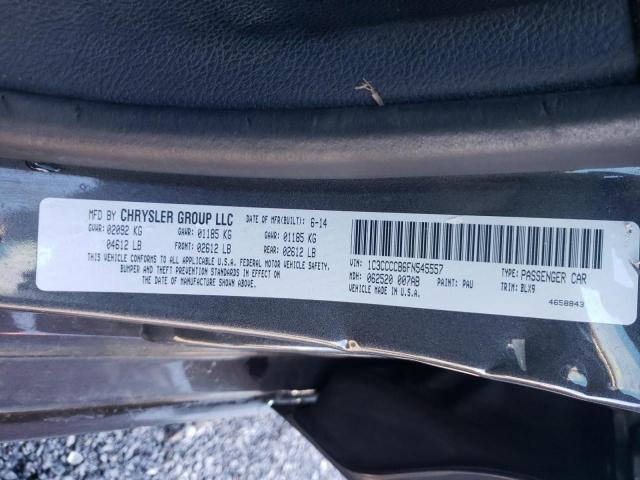 MFD BY CHRYSLER GROUP LLC DATE OF MFR(BUILT): 6-14
GVWR: 02092 KG GAWR: 01185 KG GAWR: 01185 KG
04612 LB FRONT: 02612 LB REAR: 02612 LB
THIS VEHICLE CONFORMS TO ALL APPLICABLE U.S.A. FEDERAL MOTOR VEHICLE SAFETY,
BUMPER AND THEFT PREVENTION STANDARDS IN EFFECT ON
THE DATE OF MANUFACTURE SHOWN ABOVE.
VIN: 1C3CCCCB6FN545557 TYPE: PASSENGER CAR
MDH: 062520 007AB PAINT: PAU TRIM: BLX9
VEHICLE MADE IN U.S.A. 4658843